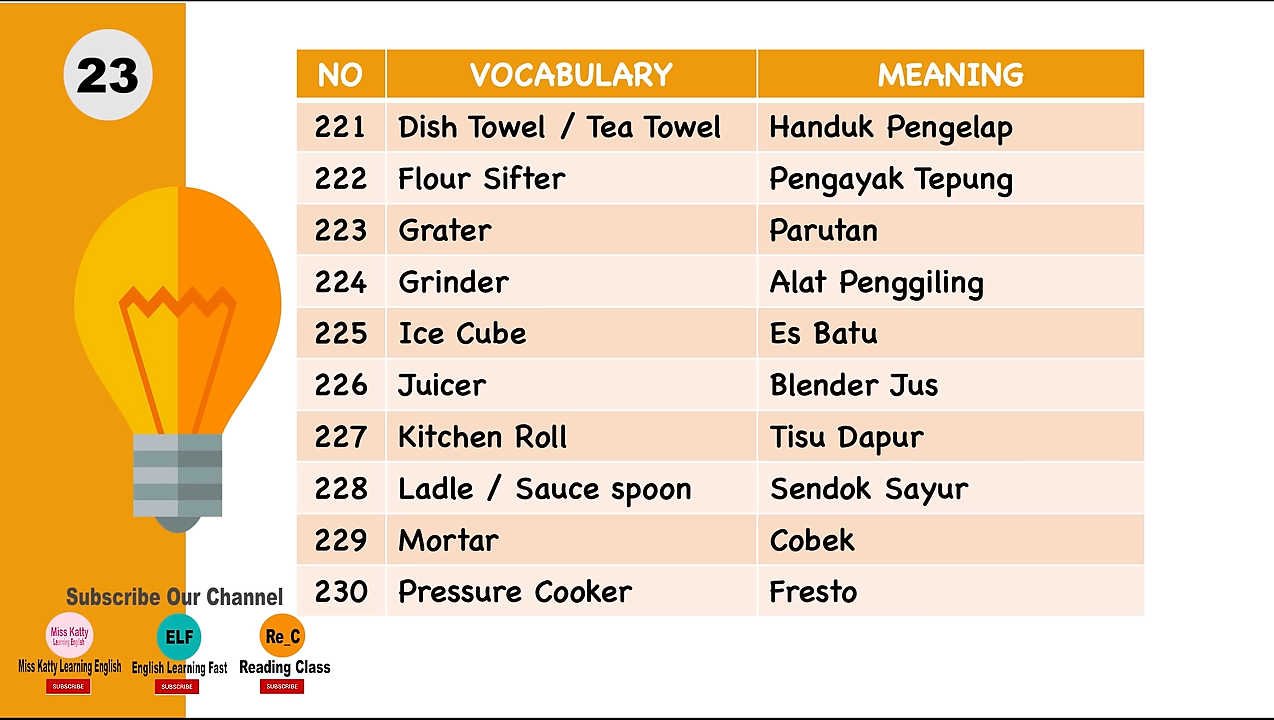 23
NO VOCABULARY MEANING
221 Dish Towel / Tea Towel Handuk Pengelap
222 Flour Sifter Pengayak Tepung
223 Grater Parutan
224 Grinder Alat Penggiling
225 Ice Cube Es Batu
226 Juicer Blender Jus
227 Kitchen Roll Tisu Dapur
228 Ladle / Sauce spoon Sendok Sayur
229 Mortar Cobek
230 Pressure Cooker Fresto
Subscribe Our Channel
Miss Katty
Learning English
ELF
Re_C
Miss Katty Learning English English Learning Fast Reading Class
SUBSCRIBE SUBSCRIBE SUBSCRIBE